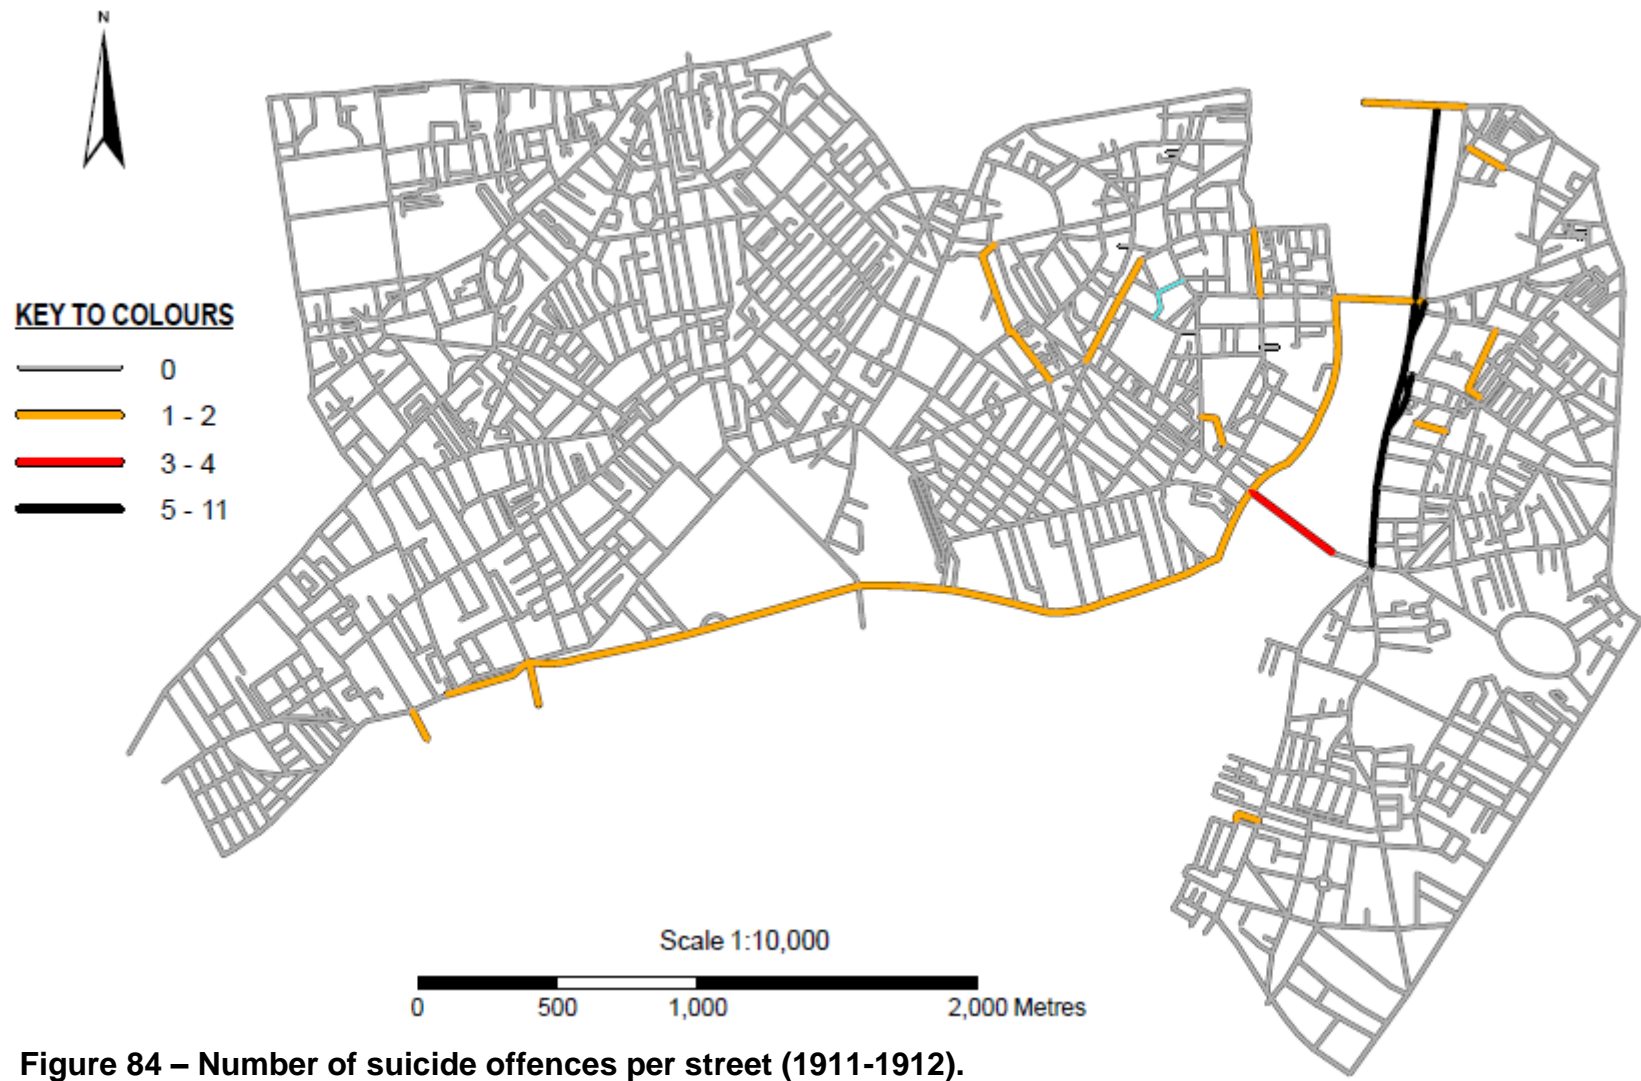 N
KEY TO COLOURS
0
1 - 2
3 - 4
5 - 11
Scale 1:10,000
0 500 1,000 2,000 Metres
Figure 84 – Number of suicide offences per street (1911-1912).